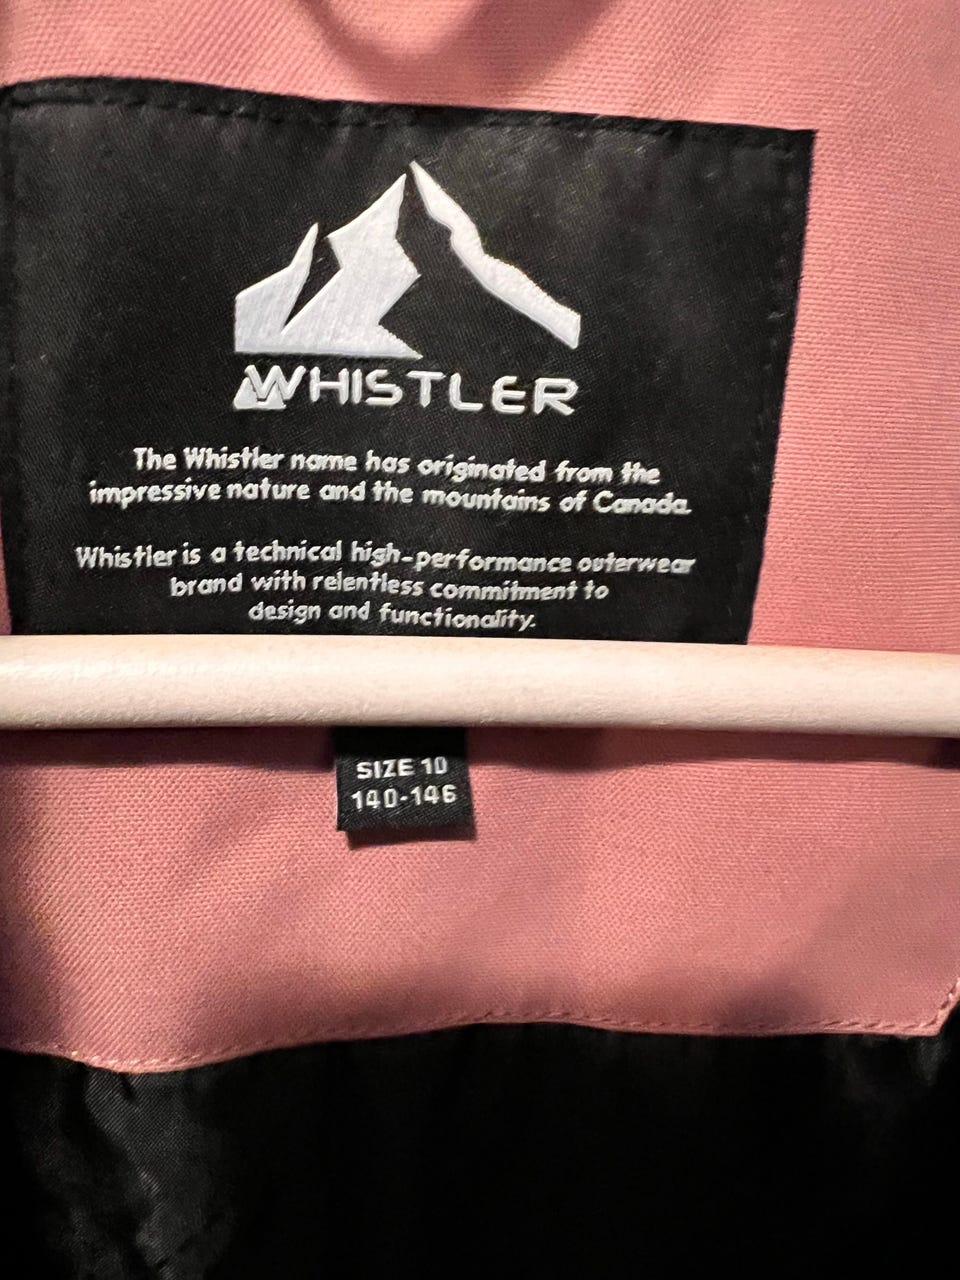 WHISTLER
The Whistler name has originated from the
impressive nature and the mountains of Canada.
Whistler is a technical high-performance outerwear
brand with relentless commitment to
design and functionality.
SIZE 10
140-146